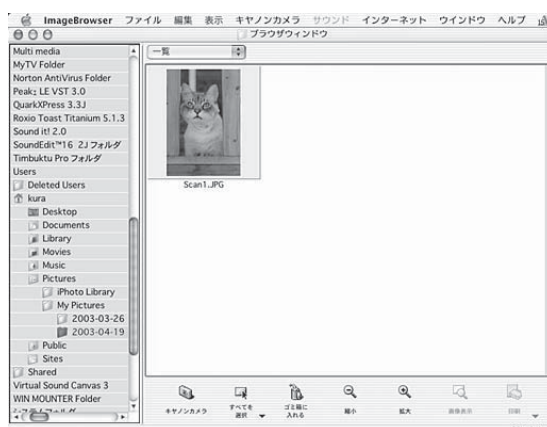 ImageBrowser ファイル 編集 表示 キヤノンカメラ サウンド インターネット ウインドウ ヘルプ
ブラウザウィンドウ
Multi media
MyTV Folder
Norton AntiVirus Folder
Peak: LE VST 3.0
QuarkXPress 3.3J
Roxio Toast Titanium 5.1.3
Sound it! 2.0
SoundEdit™16 2J フォルダ
Timbuktu Pro フォルダ
Users
Deleted Users
kura
Desktop
Documents
Library
Movies
Music
Pictures
iPhoto Library
My Pictures
2003-03-26
2003-04-19
Public
Sites
Shared
Virtual Sound Canvas 3
WIN MOUNTER Folder
一覧
Scan1.JPG
キヤノンカメラ
すべてを
選択
ゴミ箱に
入れる
縮小
拡大
画像表示
印刷